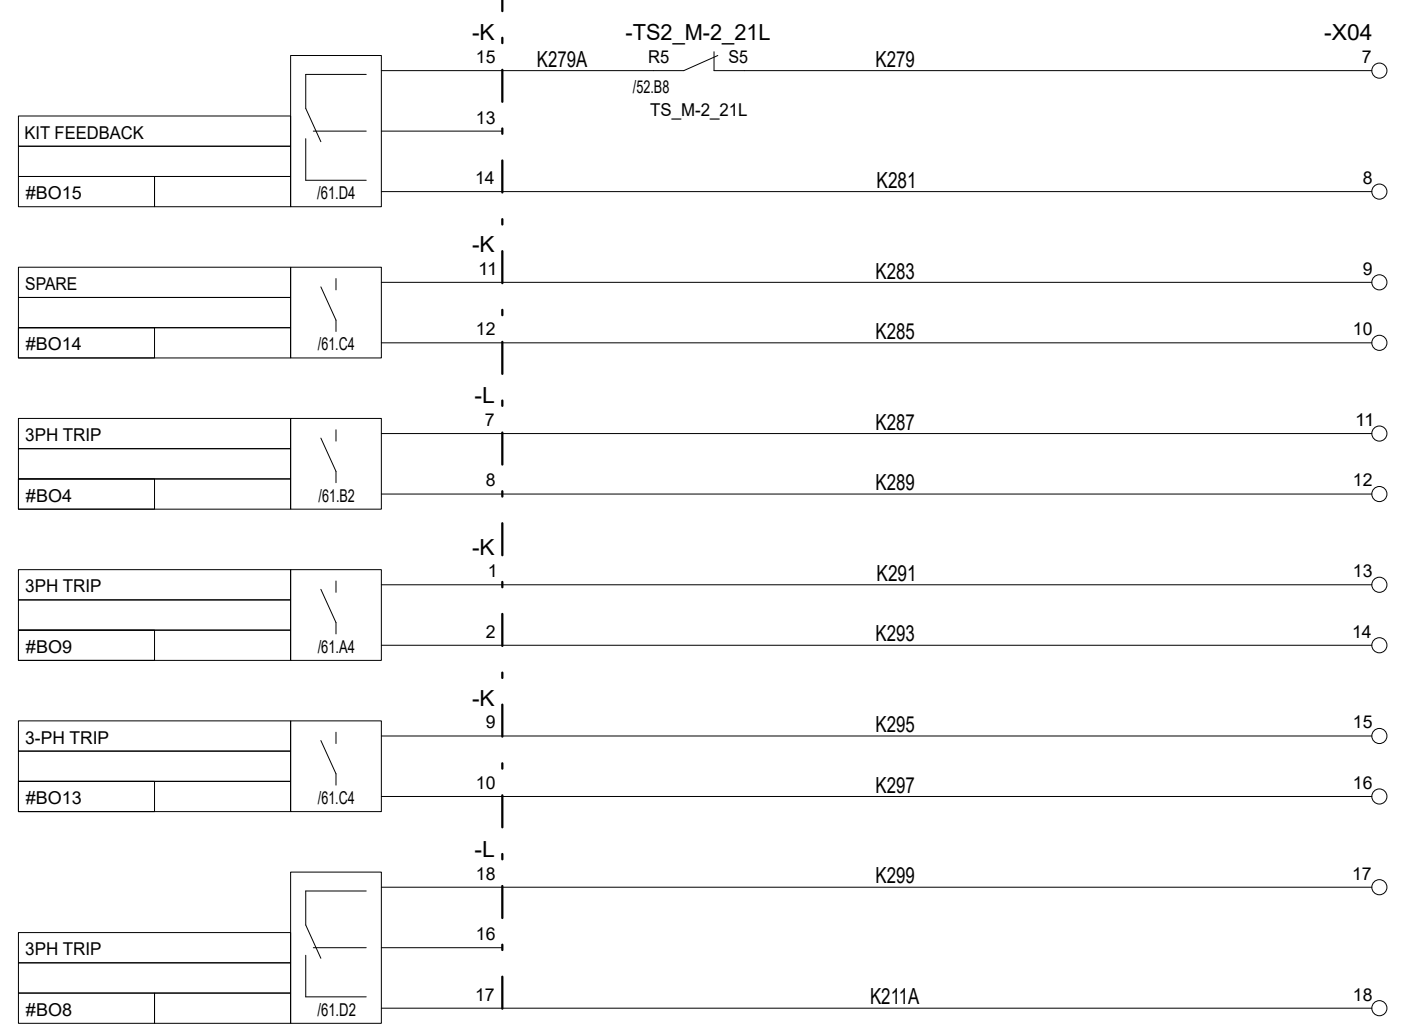 -K -TS2_M-2_21L -X04
15 K279A R5 S5 K279 7
/52.B8
TS_M-2_21L
13
KIT FEEDBACK
14 K281 8
#BO15 /61.D4
-K
11 K283 9
SPARE
12 K285 10
#BO14 /61.C4
-L
7 K287 11
3PH TRIP
8 K289 12
#BO4 /61.B2
-K
1 K291 13
3PH TRIP
2 K293 14
#BO9 /61.A4
-K
9 K295 15
3-PH TRIP
10 K297 16
#BO13 /61.C4
-L
18 K299 17
16
3PH TRIP
17 K211A 18
#BO8 /61.D2